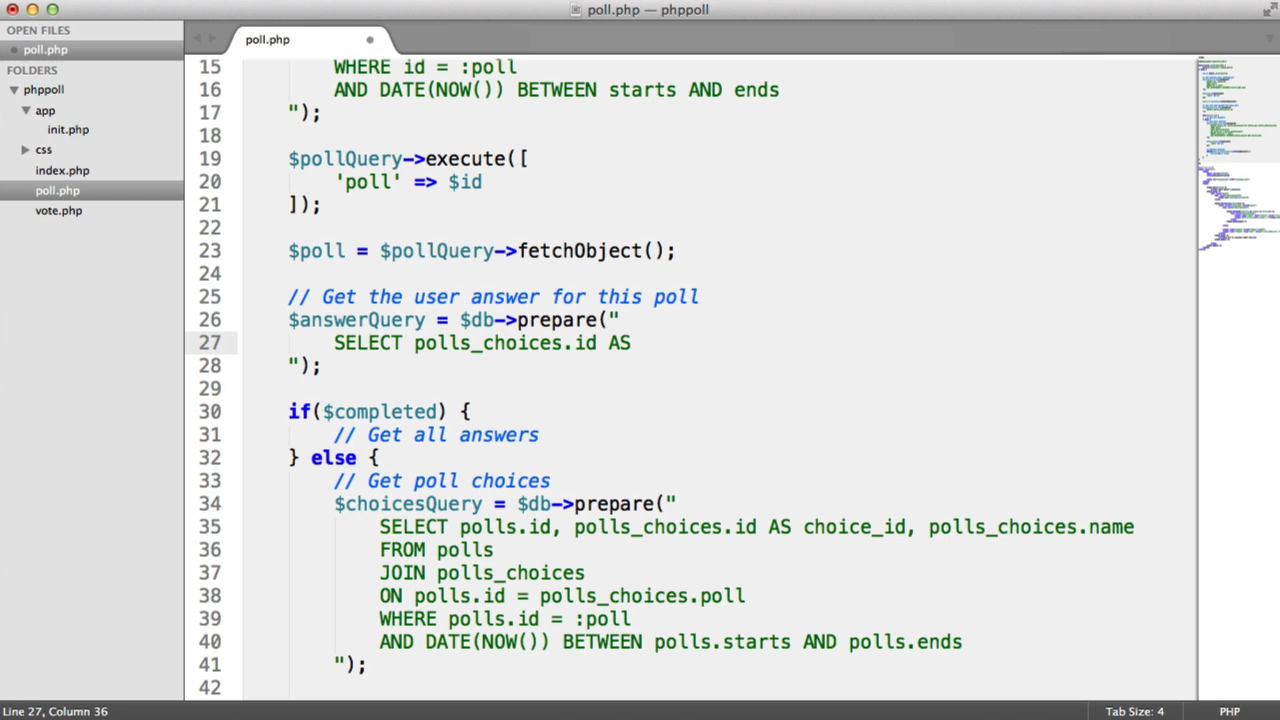 poll.php — phppoll
OPEN FILES
poll.php
FOLDERS
phppoll
app
init.php
css
index.php
poll.php
vote.php
poll.php
15 WHERE id = :poll
16 AND DATE(NOW()) BETWEEN starts AND ends
17 ");
18
19 $pollQuery->execute([
20 'poll' => $id
21 ]);
22
23 $poll = $pollQuery->fetchObject();
24
25 // Get the user answer for this poll
26 $answerQuery = $db->prepare("
27 SELECT polls_choices.id AS
28 ");
29
30 if($completed) {
31 // Get all answers
32 } else {
33 // Get poll choices
34 $choicesQuery = $db->prepare("
35 SELECT polls.id, polls_choices.id AS choice_id, polls_choices.name
36 FROM polls
37 JOIN polls_choices
38 ON polls.id = polls_choices.poll
39 WHERE polls.id = :poll
40 AND DATE(NOW()) BETWEEN polls.starts AND polls.ends
41 ");
42
Line 27, Column 36
Tab Size: 4
PHP